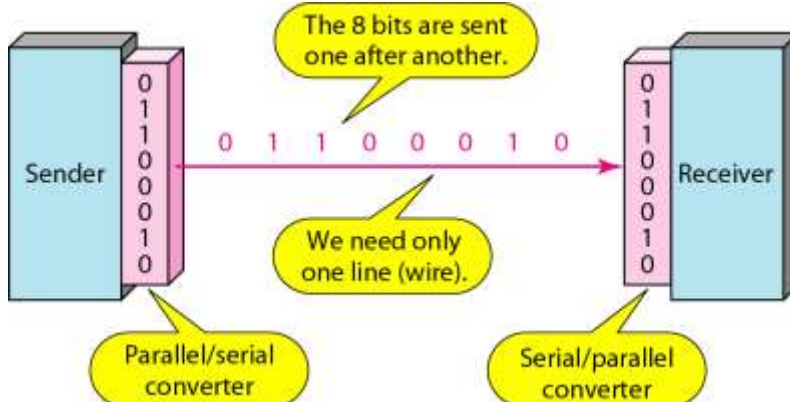 The 8 bits are sent
one after another.
0
1
1
0
0
0
1
0
Sender
0 1 1 0 0 0 1 0
0
1
1
0
0
0
1
0
Receiver
We need only
one line (wire).
Parallel/serial
converter
Serial/parallel
converter